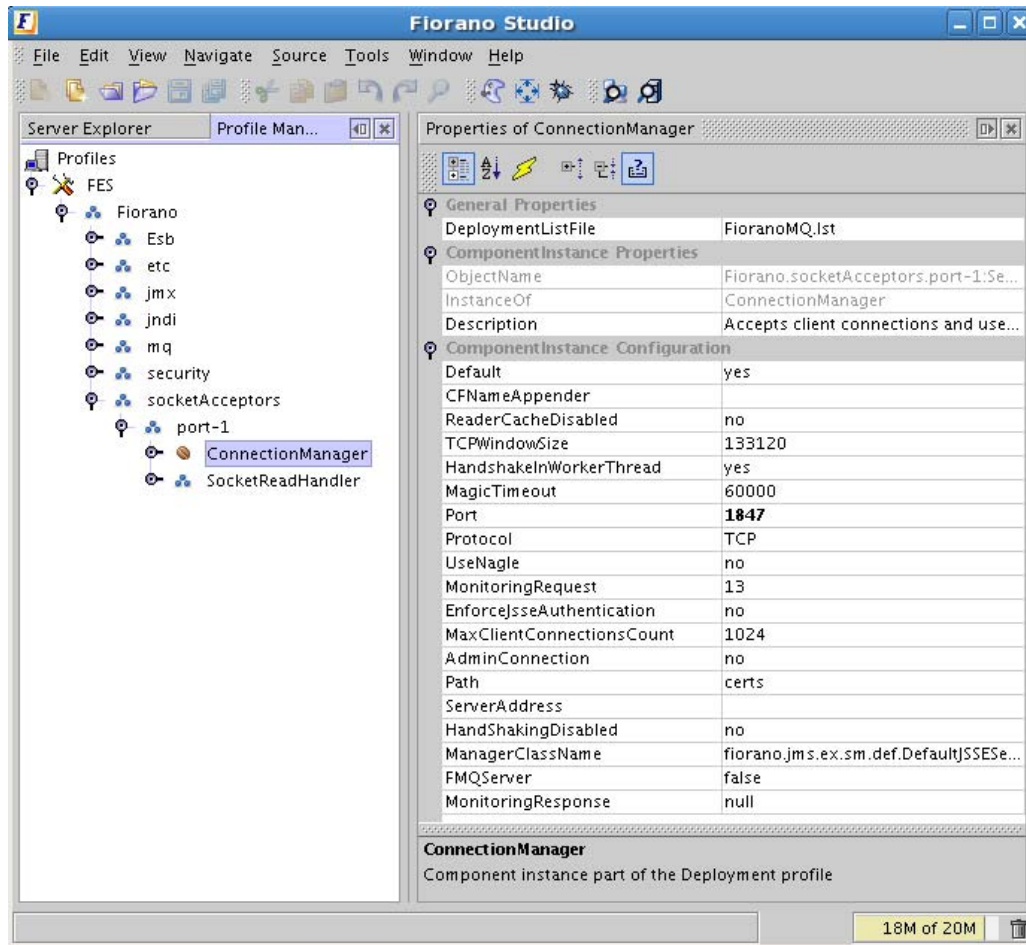 Fiorano Studio
File Edit View Navigate Source Tools Window Help
Server Explorer Profile Man...
Profiles
FES
Fiorano
Esb
etc
jmx
jndi
mq
security
socketAcceptors
port-1
ConnectionManager
SocketReadHandler
Properties of ConnectionManager
General Properties
DeploymentListFile FioranoMQ.lst
ComponentInstance Properties
ObjectName Fiorano.socketAcceptors.port-1:Se...
InstanceOf ConnectionManager
Description Accepts client connections and use...
ComponentInstance Configuration
Default yes
CFNameAppender
ReaderCacheDisabled no
TCPWindowSize 133120
HandshakeInWorkerThread yes
MagicTimeout 60000
Port 1847
Protocol TCP
UseNagle no
MonitoringRequest 13
EnforceJsseAuthentication no
MaxClientConnectionsCount 1024
AdminConnection no
Path certs
ServerAddress
HandShakingDisabled no
ManagerClassName fiorano.jms.ex.sm.def.DefaultJSSESe...
FMQServer false
MonitoringResponse null
ConnectionManager
Component instance part of the Deployment profile
18M of 20M